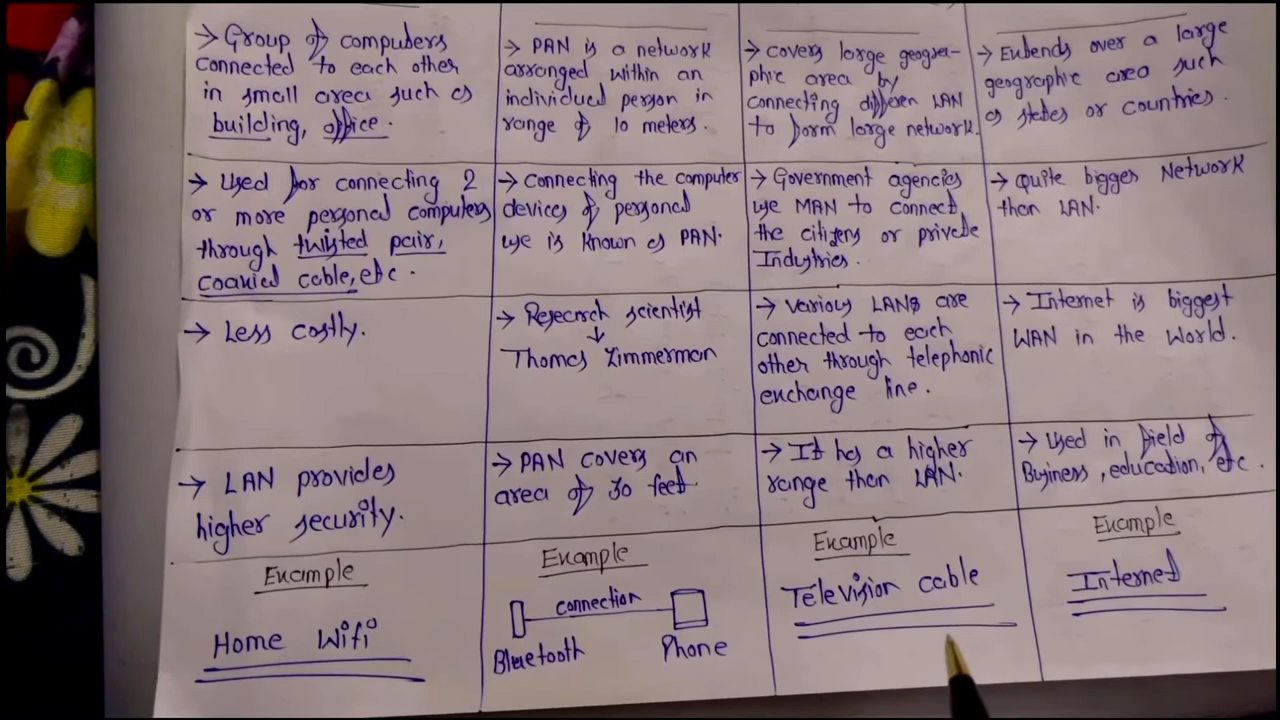 → Group of computers
connected to each other
in small area such as
building, office.
→ Used for connecting 2
or more personal computers
through twisted pair,
coaxial cable, etc.
→ Less costly.
→ LAN provides
higher security.
Example
Home Wifi
→ PAN is a network
arranged within an
individual person in
range of 10 meters.
→ Connecting the computer
devices of personal
use is known as PAN.
→ Research scientist
↓
Thomas Zimmerman
→ PAN covers an
area of 30 feet.
Example
connection
Bluetooth Phone
→ covers large geogra-
phic area by
connecting differen LAN
to form large network.
→ Government agencies
use MAN to connect
the citizens or private
Industries.
→ Various LANs are
connected to each
other through telephonic
exchange line.
→ It has a higher
range than LAN.
Example
Television cable
→ Extends over a large
geographic area such
as states or countries.
→ Quite bigger Network
than LAN.
→ Internet is biggest
WAN in the World.
→ Used in field of
Business, education, etc.
Example
Internet